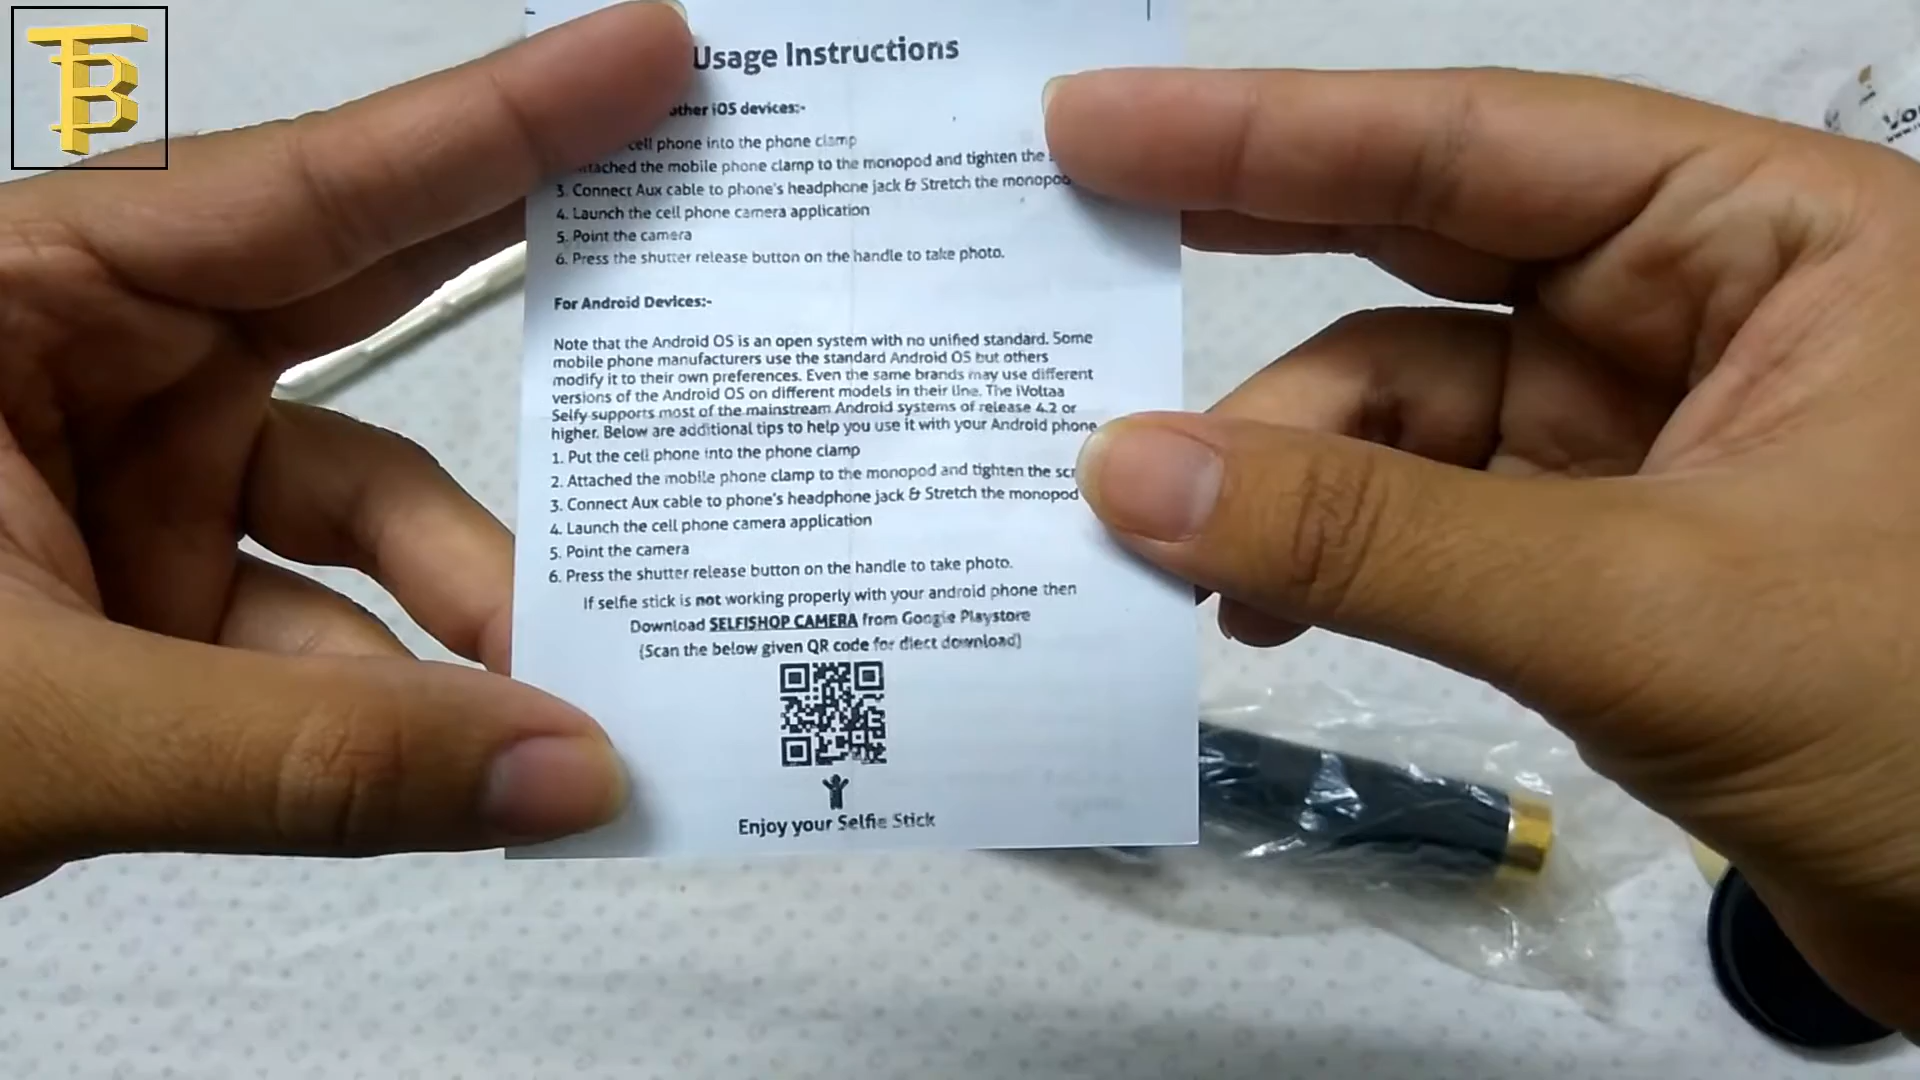 Usage Instructions
other iOS devices:-
cell phone into the phone clamp
attached the mobile phone clamp to the monopod and tighten the
3. Connect Aux cable to phone's headphone jack & Stretch the monopod
4. Launch the cell phone camera application
5. Point the camera
6. Press the shutter release button on the handle to take photo.
For Android Devices:-
Note that the Android OS is an open system with no unified standard. Some
mobile phone manufacturers use the standard Android OS but others
modify it to their own preferences. Even the same brands may use different
versions of the Android OS on different models in their line. The iVoltaa
Selfy supports most of the mainstream Android systems of release 4.2 or
higher. Below are additional tips to help you use it with your Android phone
1. Put the cell phone into the phone clamp
2. Attached the mobile phone clamp to the monopod and tighten the scr
3. Connect Aux cable to phone's headphone jack & Stretch the monopod
4. Launch the cell phone camera application
5. Point the camera
6. Press the shutter release button on the handle to take photo.
If selfie stick is not working properly with your android phone then
Download SELFISHOP CAMERA from Google Playstore
(Scan the below given QR code for diect download)
Enjoy your Selfie Stick